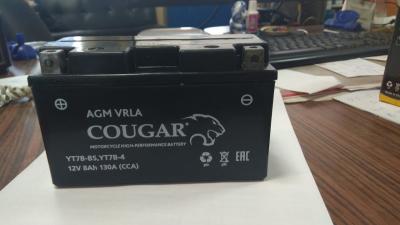 AGM VRLA
COUGAR
MOTORCYCLE HIGH-PERFORMANCE BATTERY
YT7B-BS,YT7B-4
12V 8Ah 130A (CCA)
EAC